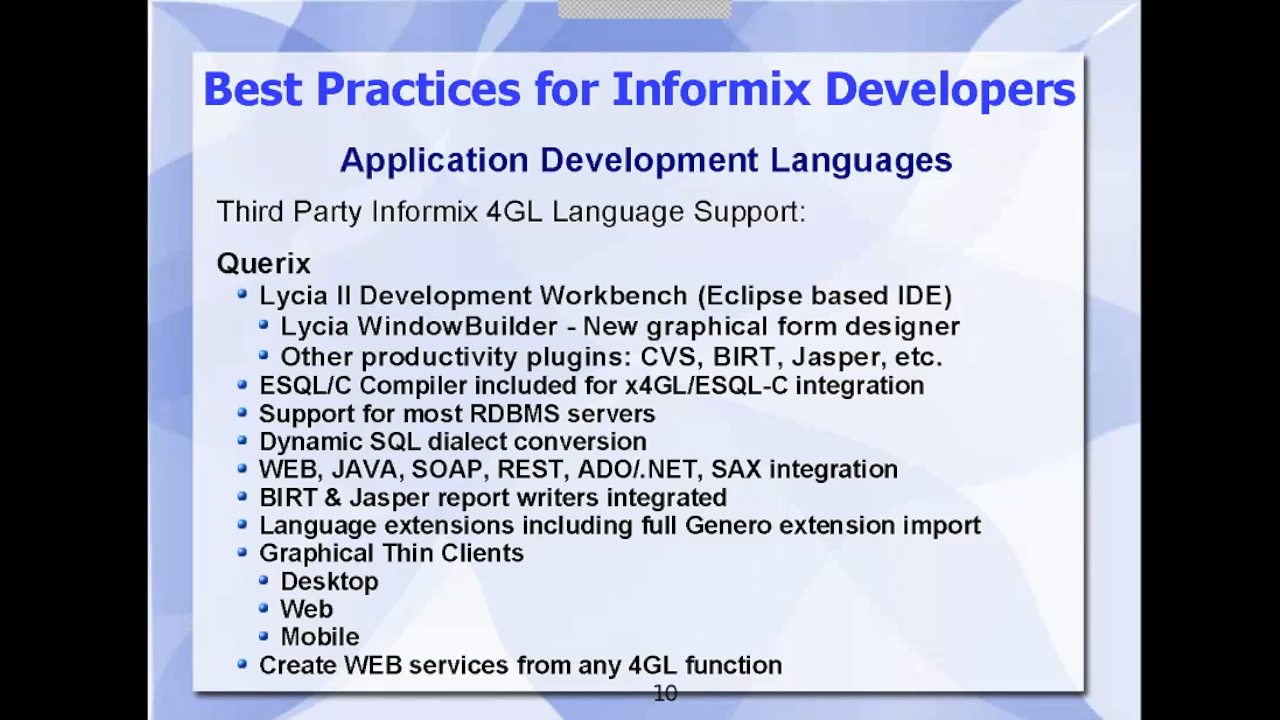 Best Practices for Informix Developers
Application Development Languages
Third Party Informix 4GL Language Support:
Querix
Lycia II Development Workbench (Eclipse based IDE)
Lycia WindowBuilder - New graphical form designer
Other productivity plugins: CVS, BIRT, Jasper, etc.
ESQL/C Compiler included for x4GL/ESQL-C integration
Support for most RDBMS servers
Dynamic SQL dialect conversion
WEB, JAVA, SOAP, REST, ADO/.NET, SAX integration
BIRT & Jasper report writers integrated
Language extensions including full Genero extension import
Graphical Thin Clients
Desktop
Web
Mobile
Create WEB services from any 4GL function
10